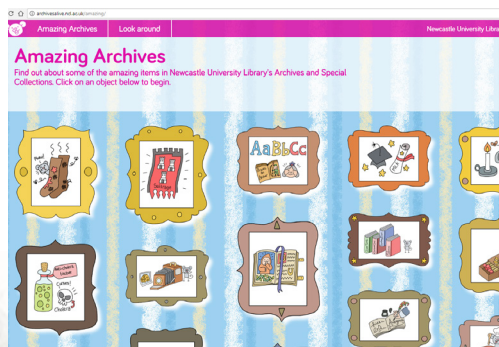 archivesalive.ncl.ac.uk/amazing/
Amazing Archives
Look around
Newcastle University Libra
Amazing Archives
Find out about some of the amazing items in Newcastle University Library's Archives and Special
Collections. Click on an object below to begin.
AaBbCc
Cholera